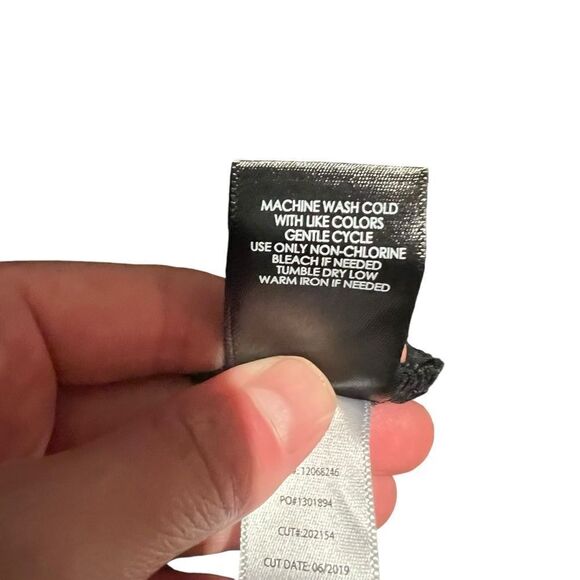 MACHINE WASH COLD
WITH LIKE COLORS
GENTLE CYCLE
USE ONLY NON-CHLORINE
BLEACH IF NEEDED
TUMBLE DRY LOW
WARM IRON IF NEEDED
: 12068246
PO#1301894
CUT#:202154
CUT DATE: 06/2019